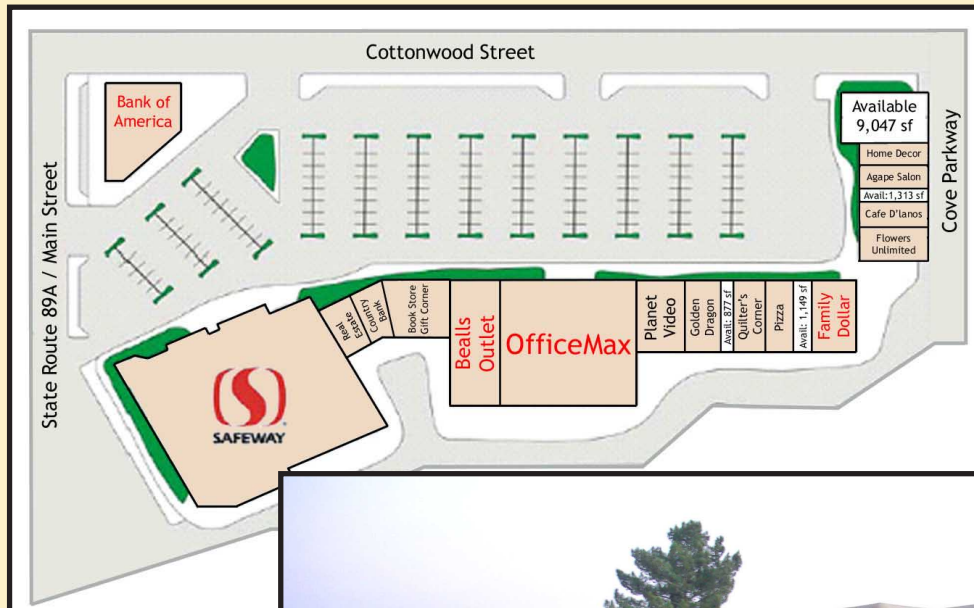 Cottonwood Street
Bank of
America
State Route 89A / Main Street
Available
9,047 sf
Home Decor
Agape Salon
Avail:1,313 sf
Cafe D'lanos
Flowers
Unlimited
Cove Parkway
SAFEWAY
Real
Estate
Country
Bank
Book Store
Gift Corner
Bealls
Outlet
OfficeMax
Planet
Video
Golden
Dragon
Avail: 877 sf
Quilter's
Corner
Pizza
Avail: 1,149 sf
Family
Dollar